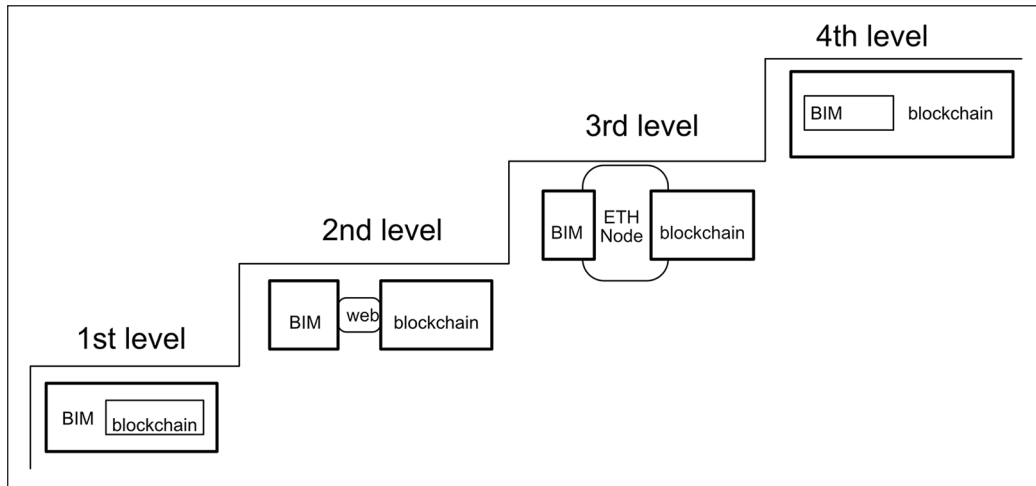 4th level
BIM blockchain
3rd level
ETH
Node
BIM
blockchain
2nd level
BIM
web
blockchain
1st level
BIM
blockchain